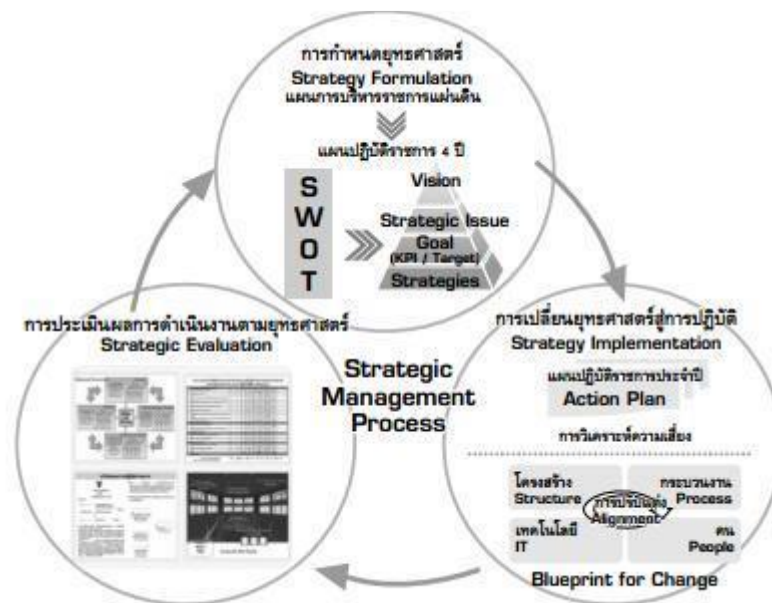 การกำหนดยุทธศาสตร์
Strategy Formulation
แผนการบริหารราชการแผ่นดิน
แผนปฏิบัติราชการ 4 ปี
S
W
O
T
Vision
Strategic Issue
Goal
(KPI / Target)
Strategies
การประเมินผลการดำเนินงานตามยุทธศาสตร์
Strategic Evaluation
Strategic
Management
Process
การเปลี่ยนยุทธศาสตร์สู่การปฏิบัติ
Strategy Implementation
แผนปฏิบัติราชการประจำปี
Action Plan
การวิเคราะห์ความเสี่ยง
โครงสร้าง
Structure
กระบวนงาน
Process
การปรับแต่ง
Alignment
เทคโนโลยี
IT
คน
People
Blueprint for Change